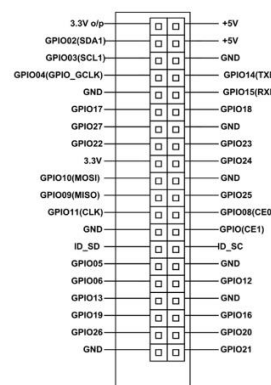 3.3V o/p +5V
GPIO02(SDA1) +5V
GPIO03(SCL1) GND
GPIO04(GPIO_GCLK) GPIO14(TX
GND GPIO15(RX
GPIO17 GPIO18
GPIO27 GND
GPIO22 GPIO23
3.3V GPIO24
GPIO10(MOSI) GND
GPIO09(MISO) GPIO25
GPIO11(CLK) GPIO08(CE0
GND GPIO(CE1)
ID_SD ID_SC
GPIO05 GND
GPIO06 GPIO12
GPIO13 GND
GPIO19 GPIO16
GPIO26 GPIO20
GND GPIO21